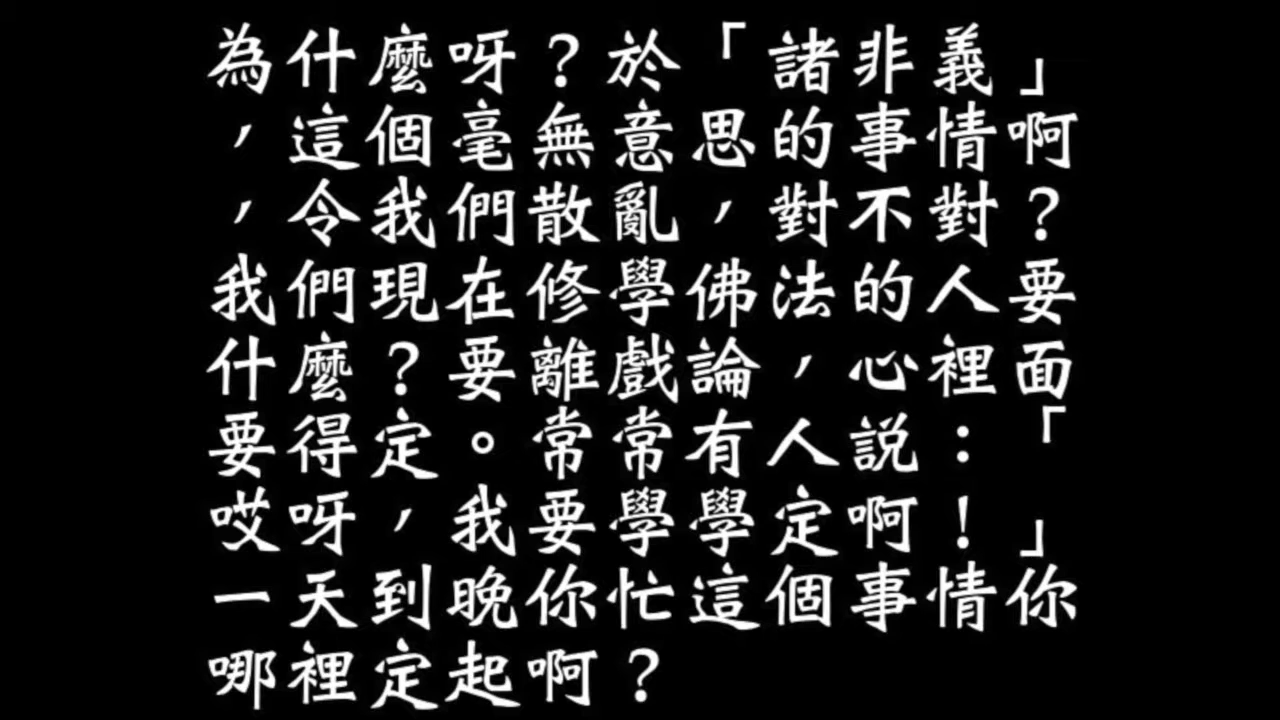 為什麼呀？於「諸非義」
，這個毫無意思的事情啊
，令我們散亂，對不對？
我們現在修學佛法的人要
什麼？要離戲論，心裡面
要得定。常常有人說：「
哎呀，我要學學定啊！」
一天到晚你忙這個事情你
哪裡定起啊？